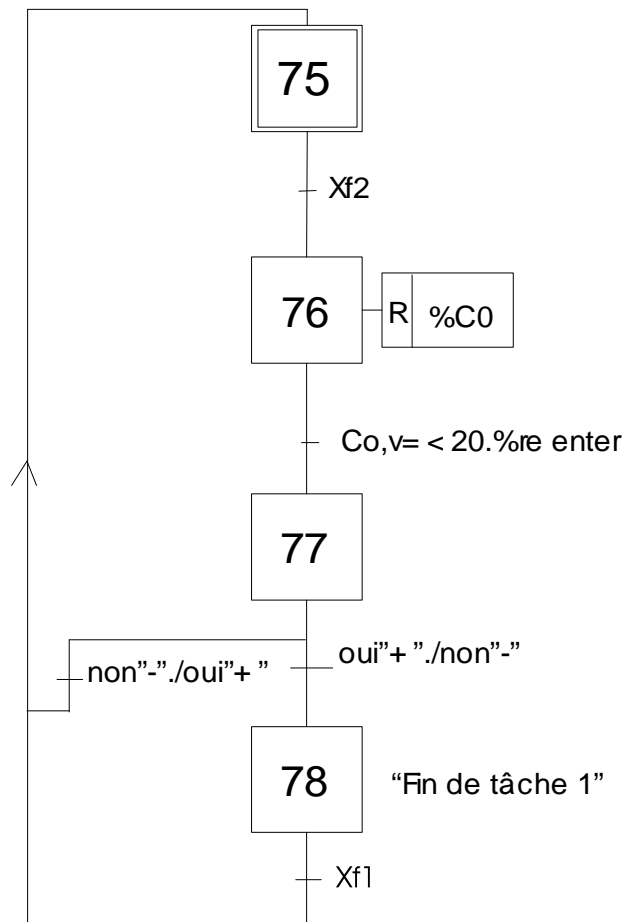 75
Xf2
76
R %C0
Co,v= < 20.%re enter
77
non”-”./oui”+ ”
oui”+ ”./non”-”
78
“Fin de tâche 1”
Xf1